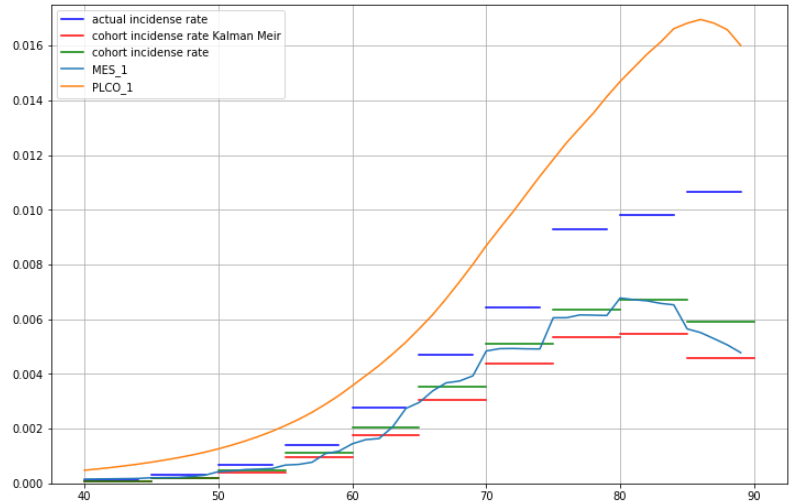 actual incidense rate
cohort incidense rate Kalman Meir
cohort incidense rate
MES_1
PLCO_1
0.016
0.014
0.012
0.010
0.008
0.006
0.004
0.002
0.000
40 50 60 70 80 90